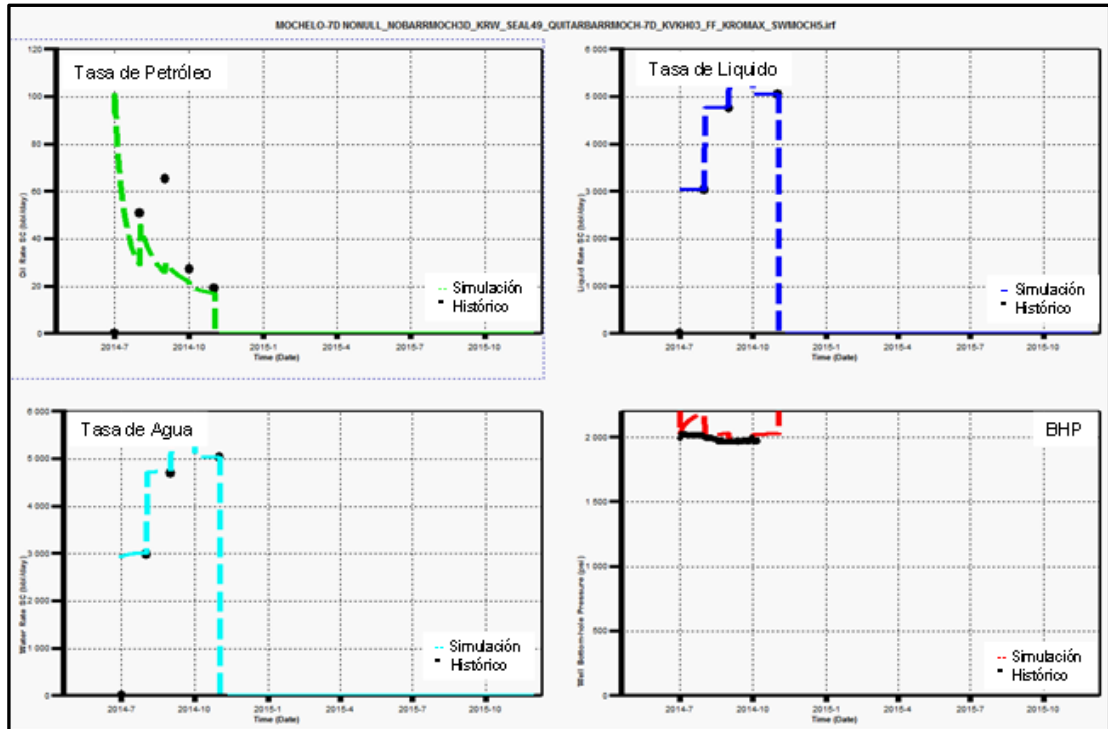 MOCHELO-7D NONULL_NOBARRMOCH3D_KRW_SEAL49_QUITARBARRMOCH-7D_KVKH03_FF_KROMAX_SWMOCH5.irf
Tasa de Petróleo
120
100
80
60
40
20
0
Oil Rate SC (bbl/day)
2014-7 2014-10 2015-1 2015-4 2015-7 2015-10
Time (Date)
Simulación
Histórico
Tasa de Liquido
6 000
5 000
4 000
3 000
2 000
1 000
0
Liquid Rate SC (bbl/day)
2014-7 2014-10 2015-1 2015-4 2015-7 2015-10
Time (Date)
Simulación
Histórico
Tasa de Agua
6 000
5 000
4 000
3 000
2 000
1 000
0
Water Rate SC (bbl/day)
2014-7 2014-10 2015-1 2015-4 2015-7 2015-10
Time (Date)
Simulación
Histórico
BHP
2 000
1 500
1 000
500
0
Well Bottom-hole Pressure (psi)
2014-7 2014-10 2015-1 2015-4 2015-7 2015-10
Time (Date)
Simulación
Histórico